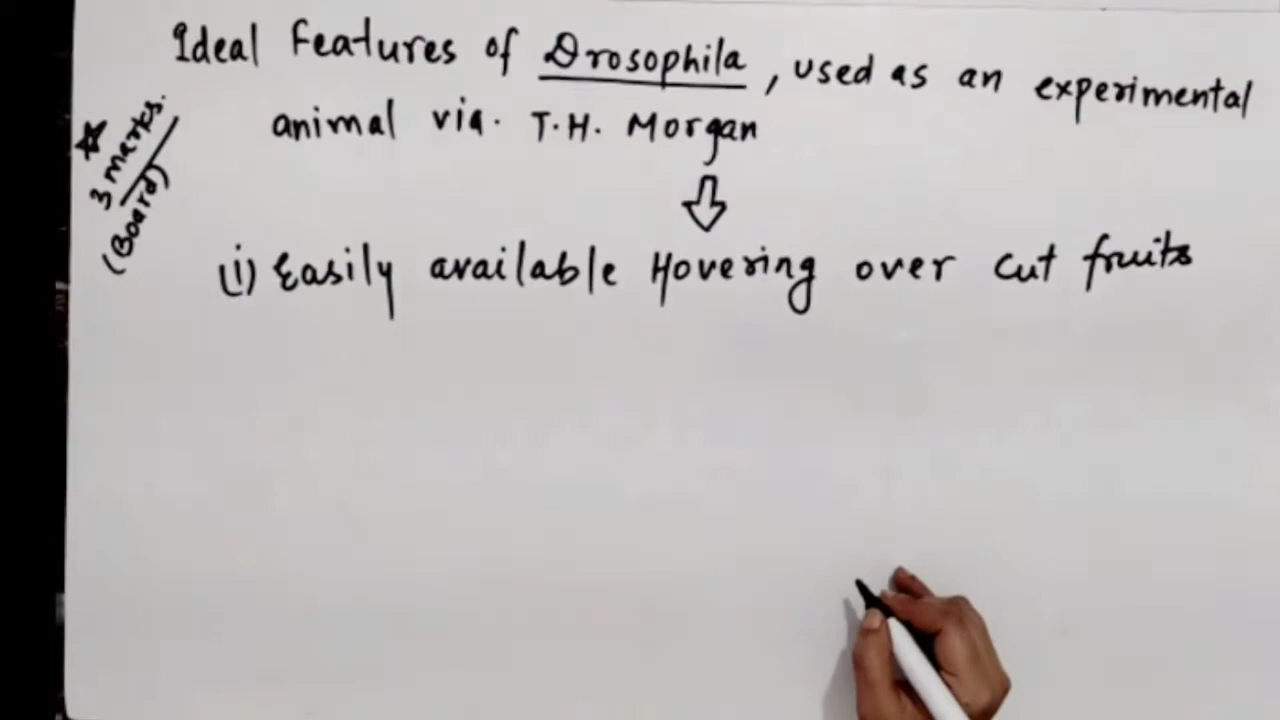 Ideal Features of Drosophila, used as an experimental
animal via. T.H. Morgan
☆
3 marks.
(Board)
⇩
(i) Easily available Hovering over cut fruits